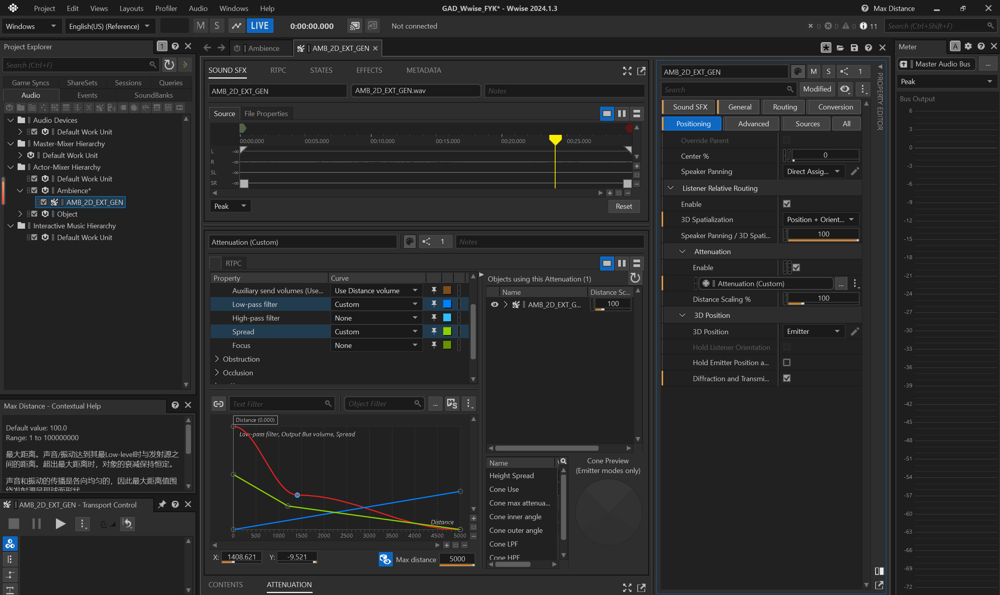 Project Edit Views Layouts Profiler Audio Windows Help
GAD_Wwise_FYK* - Wwise 2024.1.3
Max Distance
Windows
English(US) (Reference)
M S
LIVE
0:00:00.000
Not connected
0 0 0 11
Search (Ctrl+Shift+F)
Project Explorer
1
Search (Ctrl+F)
Game Syncs ShareSets Sessions Queries
Audio Events SoundBanks
Audio Devices
Default Work Unit
Master-Mixer Hierarchy
Default Work Unit
Actor-Mixer Hierarchy
Default Work Unit
Ambience*
AMB_2D_EXT_GEN
Object
Interactive Music Hierarchy
Default Work Unit
Max Distance - Contextual Help
Default value: 100.0
Range: 1 to 100000000
最大距离。声音/振动达到其最Low-level时与发射源之
间的距离。超出最大距离时，对象的衰减保持恒定。
声音和振动的传播是各向均匀的，因此最大距离值围
绕发射源呈现球面形状
AMB_2D_EXT_GEN - Transport Control
Ambience
AMB_2D_EXT_GEN
SOUND SFX RTPC STATES EFFECTS METADATA
AMB_2D_EXT_GEN
AMB_2D_EXT_GEN.wav
Notes
Source File Properties
00:00.000 00:05.000 00:10.000 00:15.000 00:20.000 00:25.000
L -∞
R -∞
SL -∞
SR -∞
Peak
Reset
Attenuation (Custom)
1
Notes
RTPC
Property Curve
Auxiliary send volumes (Use... Use Distance volume
Low-pass filter Custom
High-pass filter None
Spread Custom
Focus None
Obstruction
Occlusion
Text Filter
Object Filter
...
M S
Distance (0.000)
Low-pass filter, Output Bus volume, Spread
Distance
0 500 1000 1500 2000 2500 3000 3500 4000 4500 5000
X: 1408.621 Y: -9.521
Max distance 5000
Objects using this Attenuation (1)
Name Distance Sc...
AMB_2D_EXT_G... 100
Name
Height Spread
Cone Use
Cone max attenua...
Cone inner angle
Cone outer angle
Cone LPF
Cone HPF
Cone Preview
(Emitter modes only)
CONTENTS ATTENUATION
AMB_2D_EXT_GEN
M S 1
Search
Modified
PROPERTY EDITOR
Sound SFX General Routing Conversion
Positioning Advanced Sources All
Override Parent
Center % 0
Speaker Panning Direct Assig...
Listener Relative Routing
Enable
3D Spatialization Position + Orient...
Speaker Panning / 3D Spati... 100
Attenuation
Enable
Attenuation (Custom) ...
Distance Scaling % 100
3D Position
3D Position Emitter
Hold Listener Orientation
Hold Emitter Position a...
Diffraction and Transmi...
Meter
A
Master Audio Bus ...
Peak
Bus Output
6
3
0
-3
-6
-9
-12
-15
-18
-21
-24
-27
-30
-33
-36
-39
-42
-45
-48
-51
-54
-57
-60
-63
-66
-69
-72